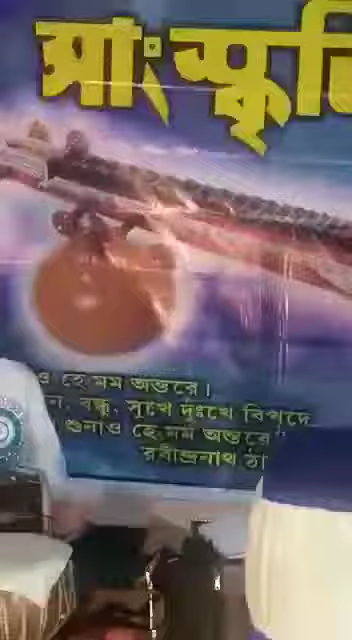 সাংস্কৃতি
ও হে মম অন্তরে।
বন্ধু, সুখে দুঃখে বিপদে
শুনাও হে মম অন্তরে"
রবীন্দ্রনাথ ঠা